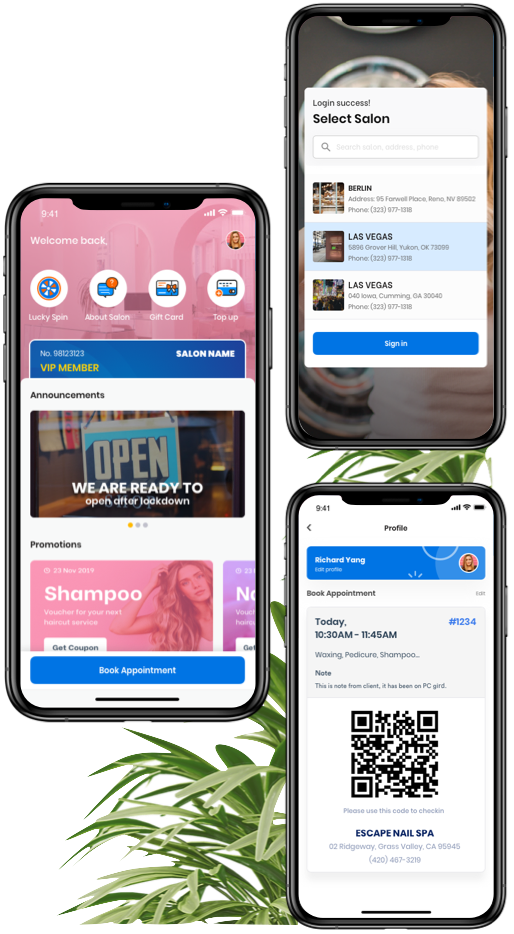 Login success!
Select Salon
Search salon, address, phone
BERLIN
Address: 95 Farwell Place, Reno, NV 89502
Phone: (323) 977-1318
LAS VEGAS
5896 Grover Hill, Yukon, OK 73099
Phone: (323) 977-1318
LAS VEGAS
040 Iowa, Cumming, GA 30040
Phone: (323) 977-1318
Sign in
9:41
Welcome back,
Lucky Spin
About Salon
Gift Card
Top up
No. 98123123
SALON NAME
VIP MEMBER
Announcements
OPEN
WE ARE READY TO
open after lockdown
Promotions
23 Nov 2019
23 D
Shampoo
Voucher for your next
haircut service
Get Coupon
Vouch
hairc
Get
Book Appointment
9:41
Profile
Richard Yang
Edit profile
Book Appointment
Edit
Today,
#1234
10:30AM - 11:45AM
Waxing, Pedicure, Shampoo...
Note
This is note from client, it has been on PC girld.
Please use this code to checkin
ESCAPE NAIL SPA
02 Ridgeway, Grass Valley, CA 95945
(420) 467-3219